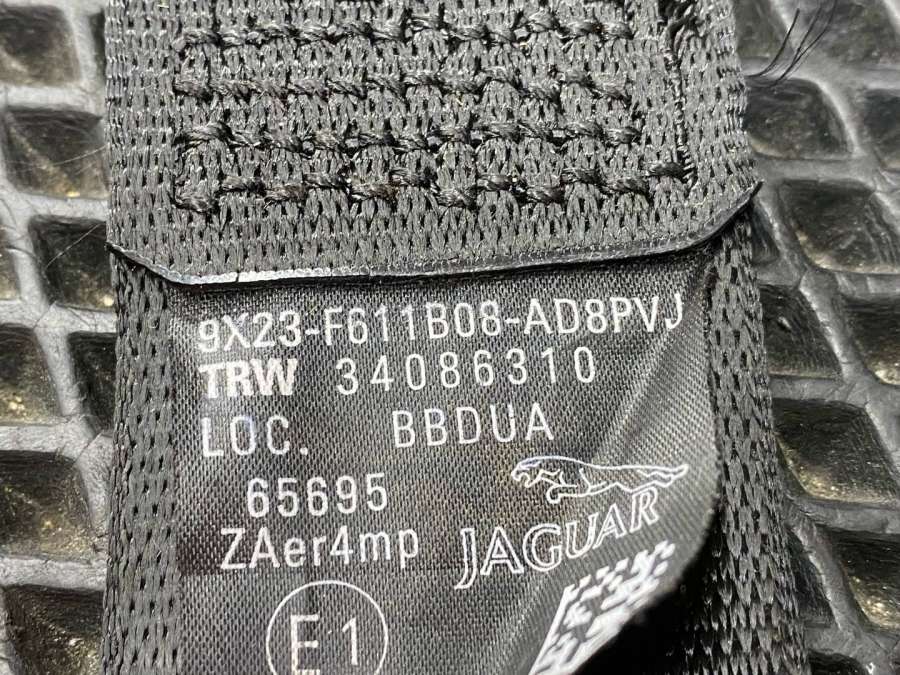 9X23-F611B08-AD8PVJ
TRW 34086310
LOC. BBDUA
65695
ZAer4mp
JAGUAR
E1